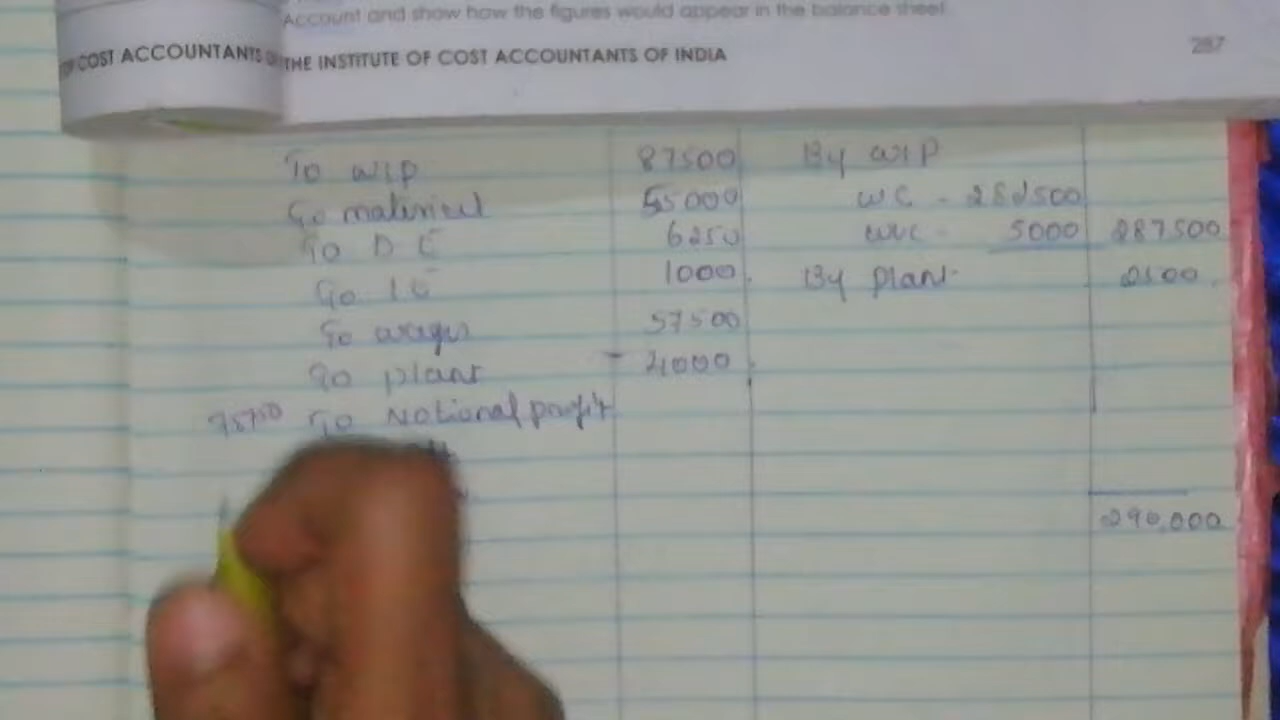 Account and show how the figures would appear in the balance sheet
COST ACCOUNTANTS
THE INSTITUTE OF COST ACCOUNTANTS OF INDIA
287
To WIP 87500 By WIP
To material 55000 WC - 282500
To DE 6250 WUC - 5000 287500
To IE 1000 By plant 2500
To wages 57500
To plant 4000
78750 To Notional profit
290,000